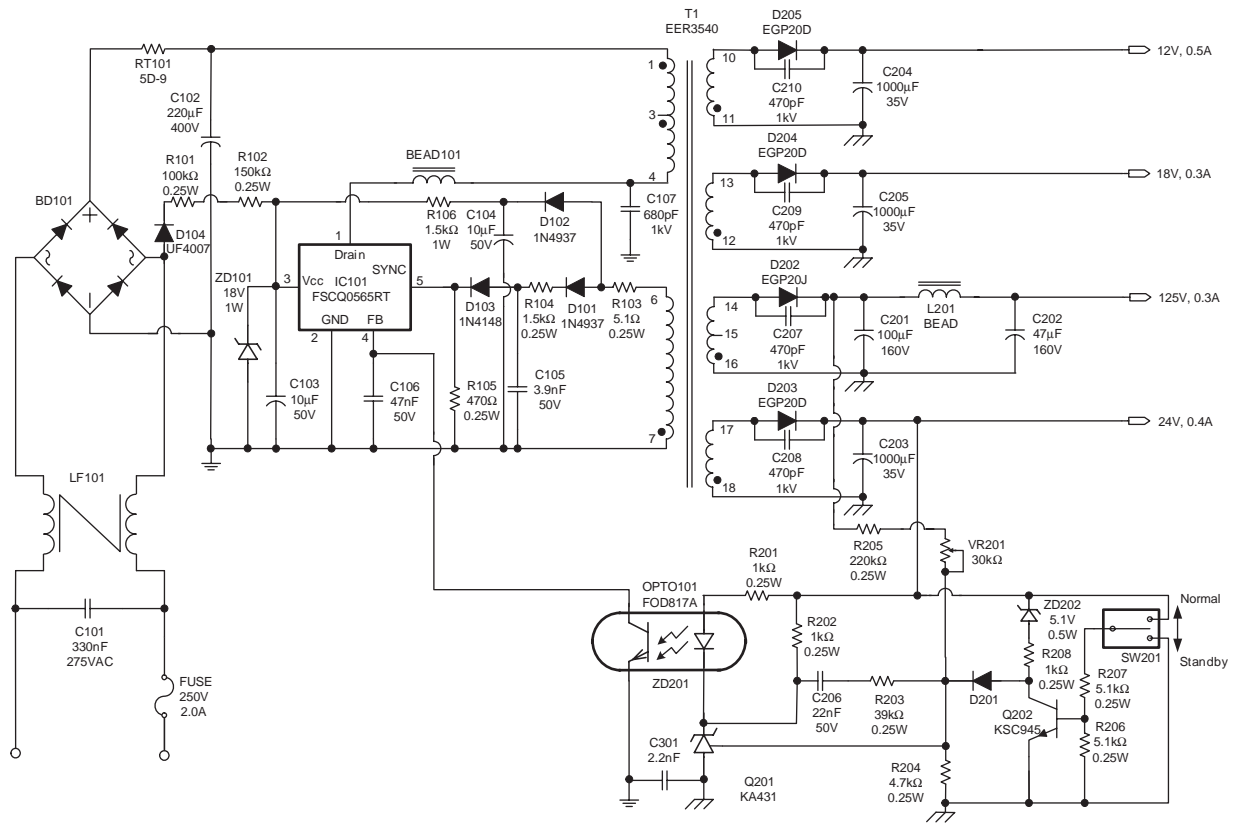 T1
EER3540
RT101
5D-9
C102
220μF
400V
R101
100kΩ
0.25W
R102
150kΩ
0.25W
BD101
D104
UF4007
BEAD101
1
3
4
C107
680pF
1kV
R106
1.5kΩ
1W
C104
10μF
50V
D102
1N4937
1
Drain
SYNC
3
Vcc
IC101
FSCQ0565RT
5
GND
FB
2
4
ZD101
18V
1W
D103
1N4148
R104
1.5kΩ
0.25W
D101
1N4937
R103
5.1Ω
0.25W
6
7
C103
10μF
50V
C106
47nF
50V
R105
470Ω
0.25W
C105
3.9nF
50V
LF101
C101
330nF
275VAC
FUSE
250V
2.0A
D205
EGP20D
10
11
C210
470pF
1kV
C204
1000μF
35V
12V, 0.5A
D204
EGP20D
13
12
C209
470pF
1kV
C205
1000μF
35V
18V, 0.3A
D202
EGP20J
14
15
16
C207
470pF
1kV
C201
100μF
160V
L201
BEAD
C202
47μF
160V
125V, 0.3A
D203
EGP20D
17
18
C208
470pF
1kV
C203
1000μF
35V
24V, 0.4A
R205
220kΩ
0.25W
VR201
30kΩ
OPTO101
FOD817A
R201
1kΩ
0.25W
R202
1kΩ
0.25W
ZD201
C206
22nF
50V
R203
39kΩ
0.25W
D201
ZD202
5.1V
0.5W
R208
1kΩ
0.25W
Q202
KSC945
R207
5.1kΩ
0.25W
R206
5.1kΩ
0.25W
SW201
Normal
Standby
C301
2.2nF
Q201
KA431
R204
4.7kΩ
0.25W